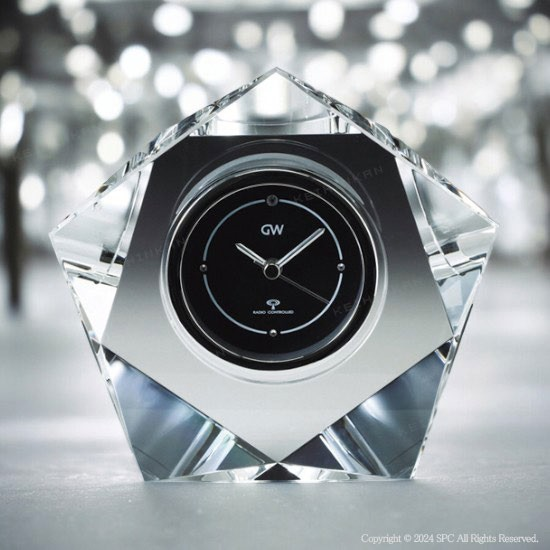 GW
RADIO CONTROLLED
Copyright © 2024 SPC All Rights Reserved.